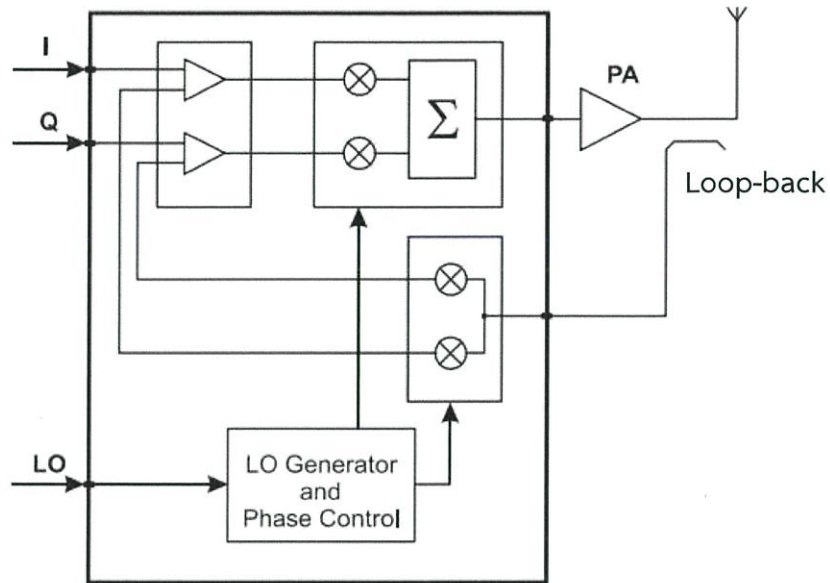 I
Q
PA
Σ
Loop-back
LO
LO Generator
and
Phase Control